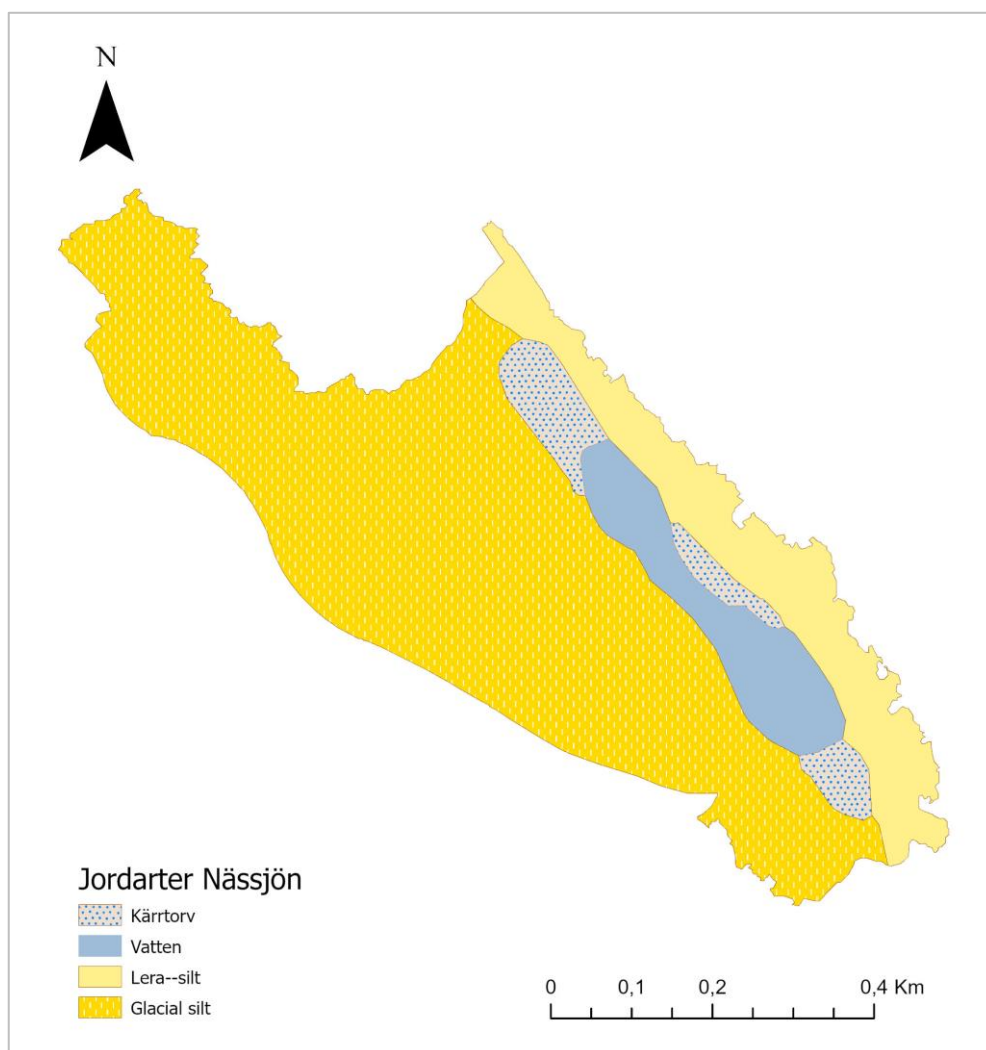 N
Jordarter Nässjön
Kärrtorv
Vatten
Lera--silt
Glacial silt
0 0,1 0,2 0,4 Km